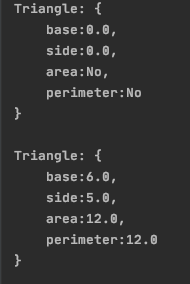 Triangle: {
    base:0.0,
    side:0.0,
    area:No,
    perimeter:No
}

Triangle: {
    base:6.0,
    side:5.0,
    area:12.0,
    perimeter:12.0
}